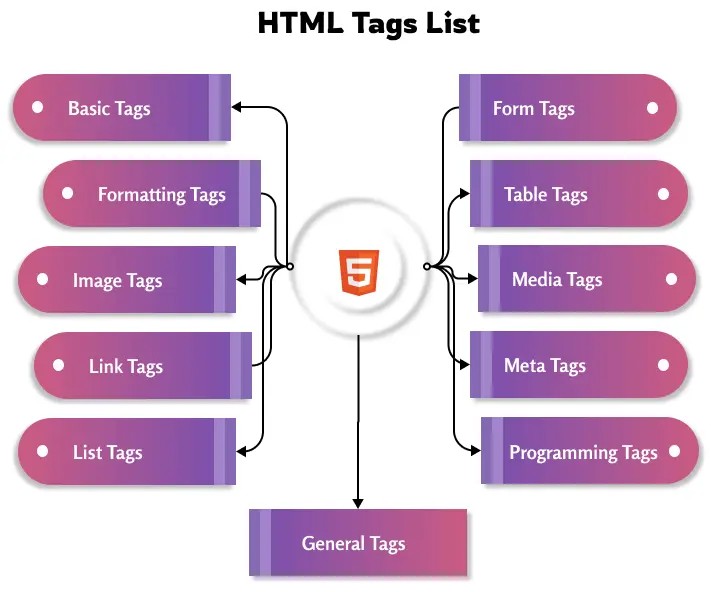 HTML Tags List
Basic Tags
Formatting Tags
Image Tags
Link Tags
List Tags
5
Form Tags
Table Tags
Media Tags
Meta Tags
Programming Tags
General Tags